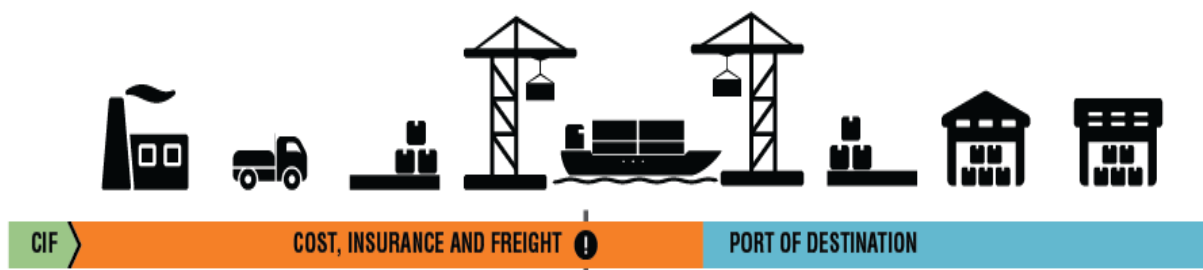 CIF
COST, INSURANCE AND FREIGHT !
PORT OF DESTINATION